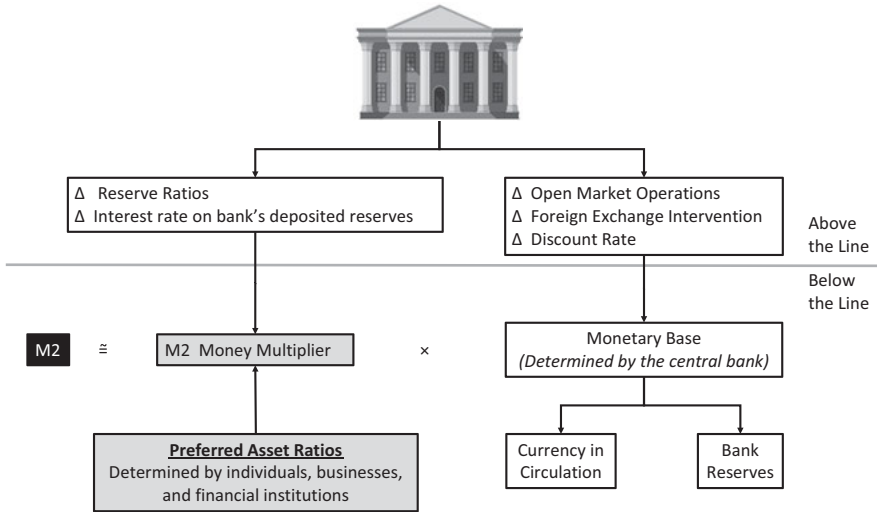 Δ Reserve Ratios
Δ Interest rate on bank's deposited reserves
Δ Open Market Operations
Δ Foreign Exchange Intervention
Δ Discount Rate
Above
the Line
Below
the Line
M2 ≅ M2 Money Multiplier ×
Monetary Base
(Determined by the central bank)
Preferred Asset Ratios
Determined by individuals, businesses,
and financial institutions
Currency in
Circulation
Bank
Reserves